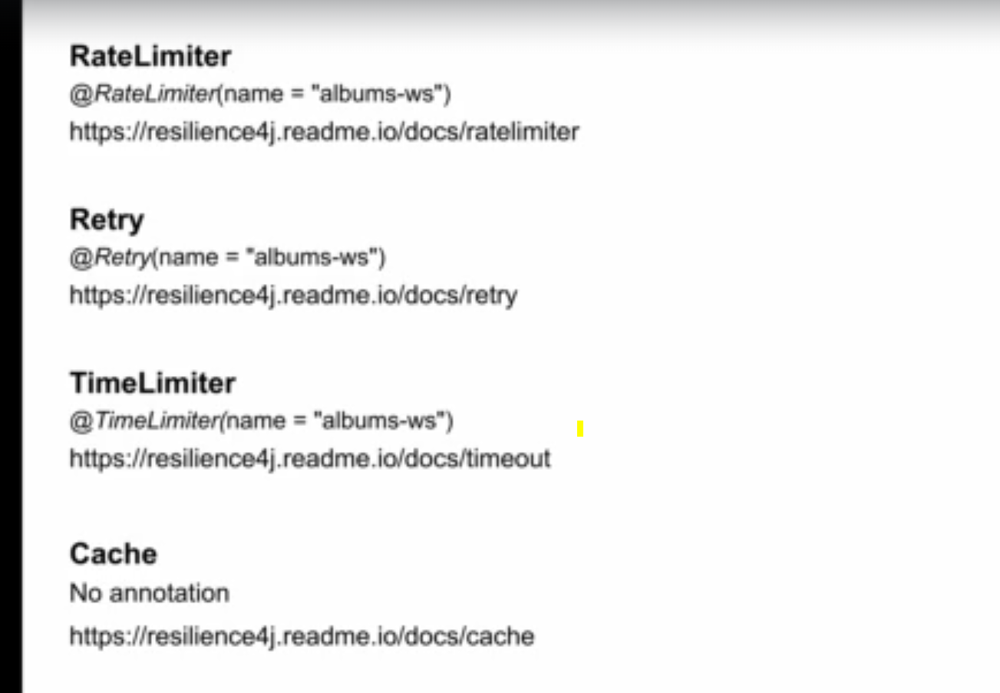 RateLimiter
@RateLimiter(name = "albums-ws")
https://resilience4j.readme.io/docs/ratelimiter
Retry
@Retry(name = "albums-ws")
https://resilience4j.readme.io/docs/retry
TimeLimiter
@TimeLimiter(name = "albums-ws")
https://resilience4j.readme.io/docs/timeout
Cache
No annotation
https://resilience4j.readme.io/docs/cache